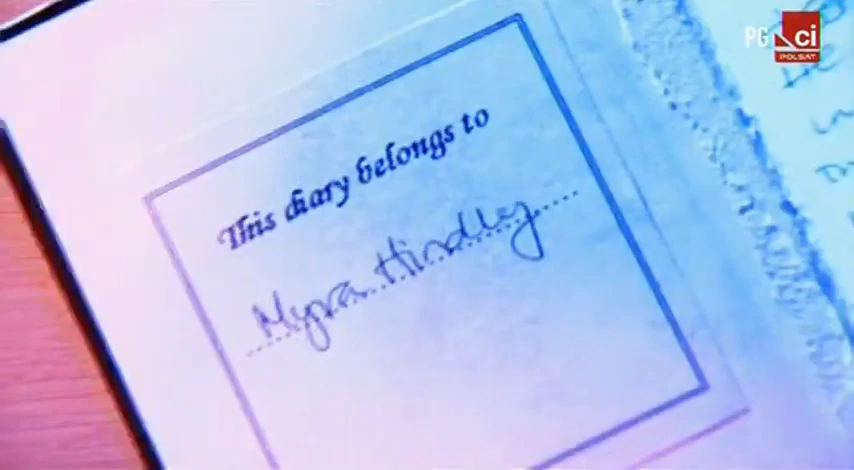 PG
ci
POLSAT
This diary belongs to
Myra Hindley